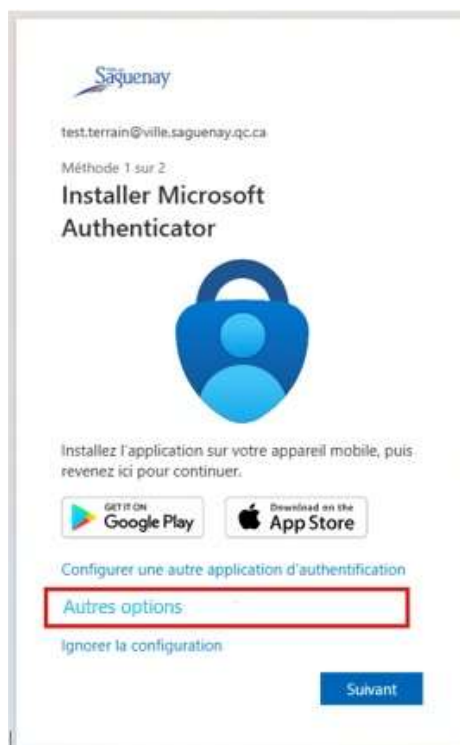 Saguenay
test.terrain@ville.saguenay.qc.ca
Méthode 1 sur 2
Installer Microsoft
Authenticator
Installez l'application sur votre appareil mobile, puis
revenez ici pour continuer.
GET IT ON
Google Play
Download on the
App Store
Configurer une autre application d'authentification
Autres options
Ignorer la configuration
Suivant